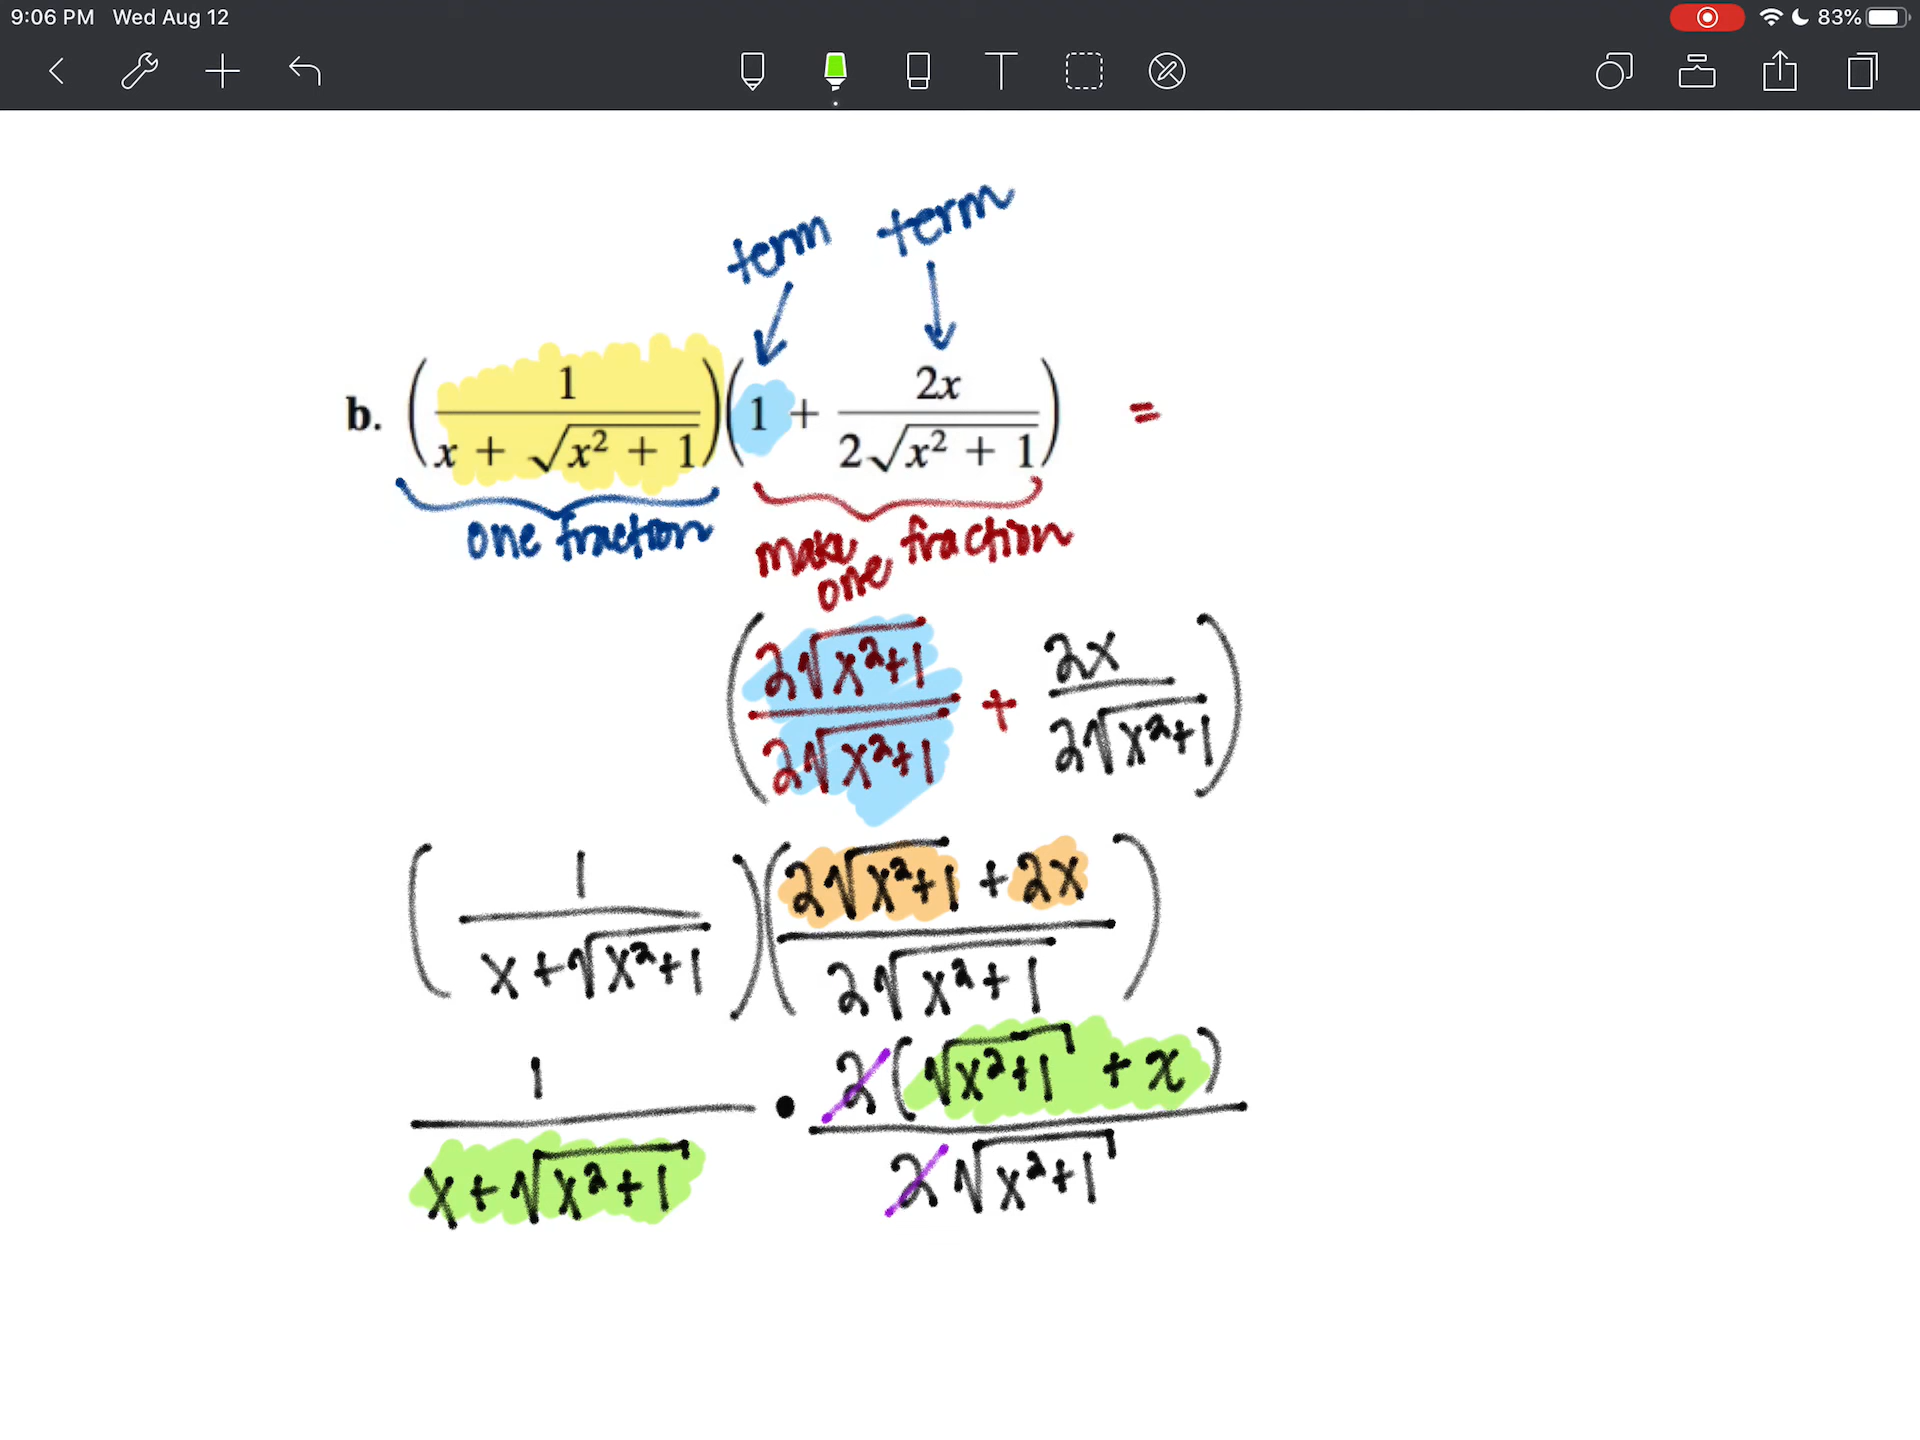 9:06 PM Wed Aug 12 83%
term term
b. (1/(x + √(x² + 1)))(1 + 2x/(2√(x² + 1))) =
one fraction make one fraction
(2√(x²+1)/(2√(x²+1)) + 2x/(2√(x²+1)))
(1/(x+√(x²+1)))((2√(x²+1) + 2x)/(2√(x²+1)))
1/(x+√(x²+1)) • 2(√(x²+1) + x)/(2√(x²+1))